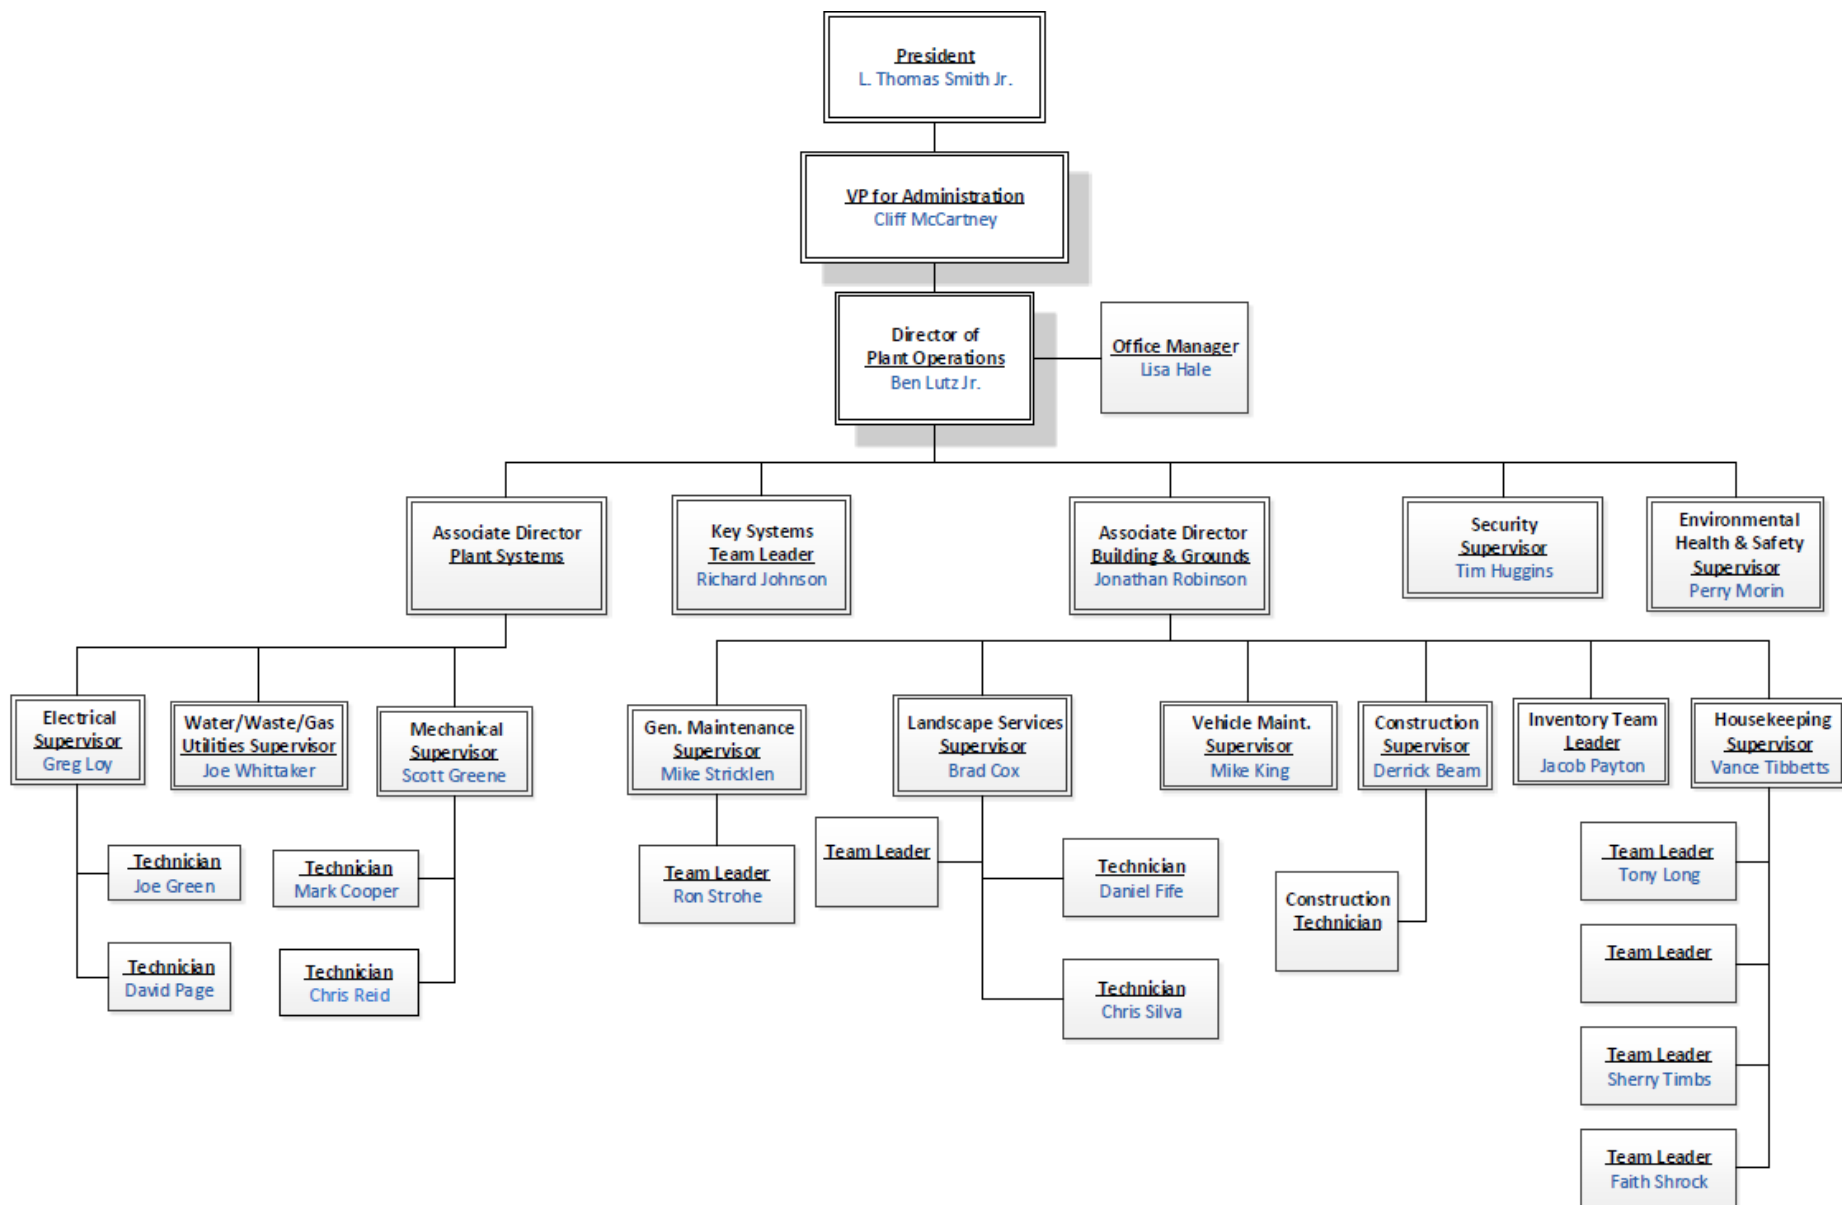 President
L. Thomas Smith Jr.
VP for Administration
Cliff McCartney
Director of
Plant Operations
Ben Lutz Jr.
Office Manager
Lisa Hale
Associate Director
Plant Systems
Key Systems
Team Leader
Richard Johnson
Associate Director
Building & Grounds
Jonathan Robinson
Security
Supervisor
Tim Huggins
Environmental
Health & Safety
Supervisor
Perry Morin
Electrical
Supervisor
Greg Loy
Water/Waste/Gas
Utilities Supervisor
Joe Whittaker
Mechanical
Supervisor
Scott Greene
Gen. Maintenance
Supervisor
Mike Stricklen
Landscape Services
Supervisor
Brad Cox
Vehicle Maint.
Supervisor
Mike King
Construction
Supervisor
Derrick Beam
Inventory Team
Leader
Jacob Payton
Housekeeping
Supervisor
Vance Tibbetts
Technician
Joe Green
Technician
David Page
Technician
Mark Cooper
Technician
Chris Reid
Team Leader
Ron Strohe
Team Leader
Technician
Daniel Fife
Technician
Chris Silva
Construction
Technician
Team Leader
Tony Long
Team Leader
Team Leader
Sherry Timbs
Team Leader
Faith Shrock